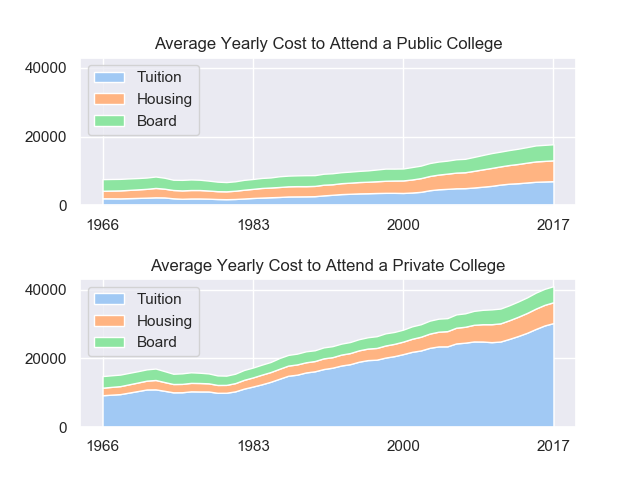 Average Yearly Cost to Attend a Public College
40000
20000
0
Tuition
Housing
Board
1966 1983 2000 2017
Average Yearly Cost to Attend a Private College
40000
20000
0
Tuition
Housing
Board
1966 1983 2000 2017